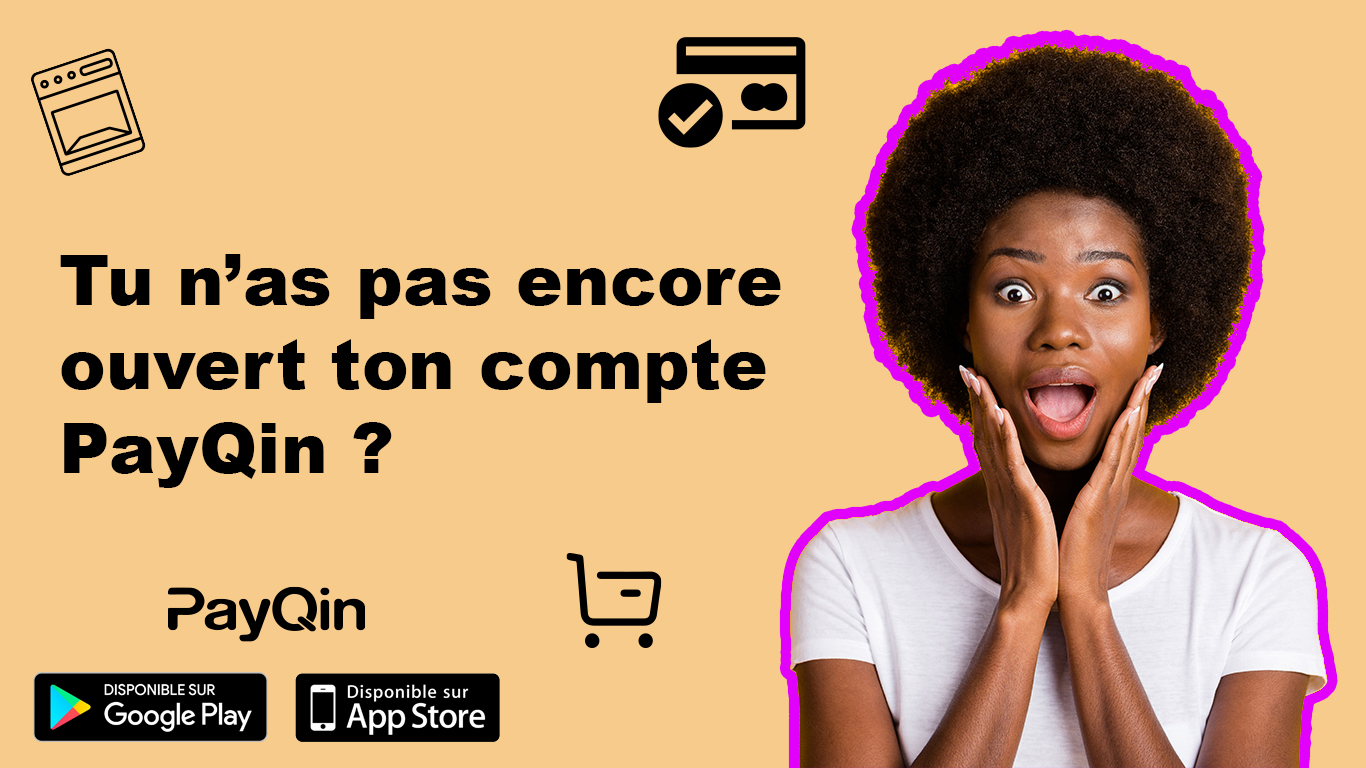 Tu n’as pas encore
ouvert ton compte
PayQin ?
PayQin
DISPONIBLE SUR
Google Play
Disponible sur
App Store